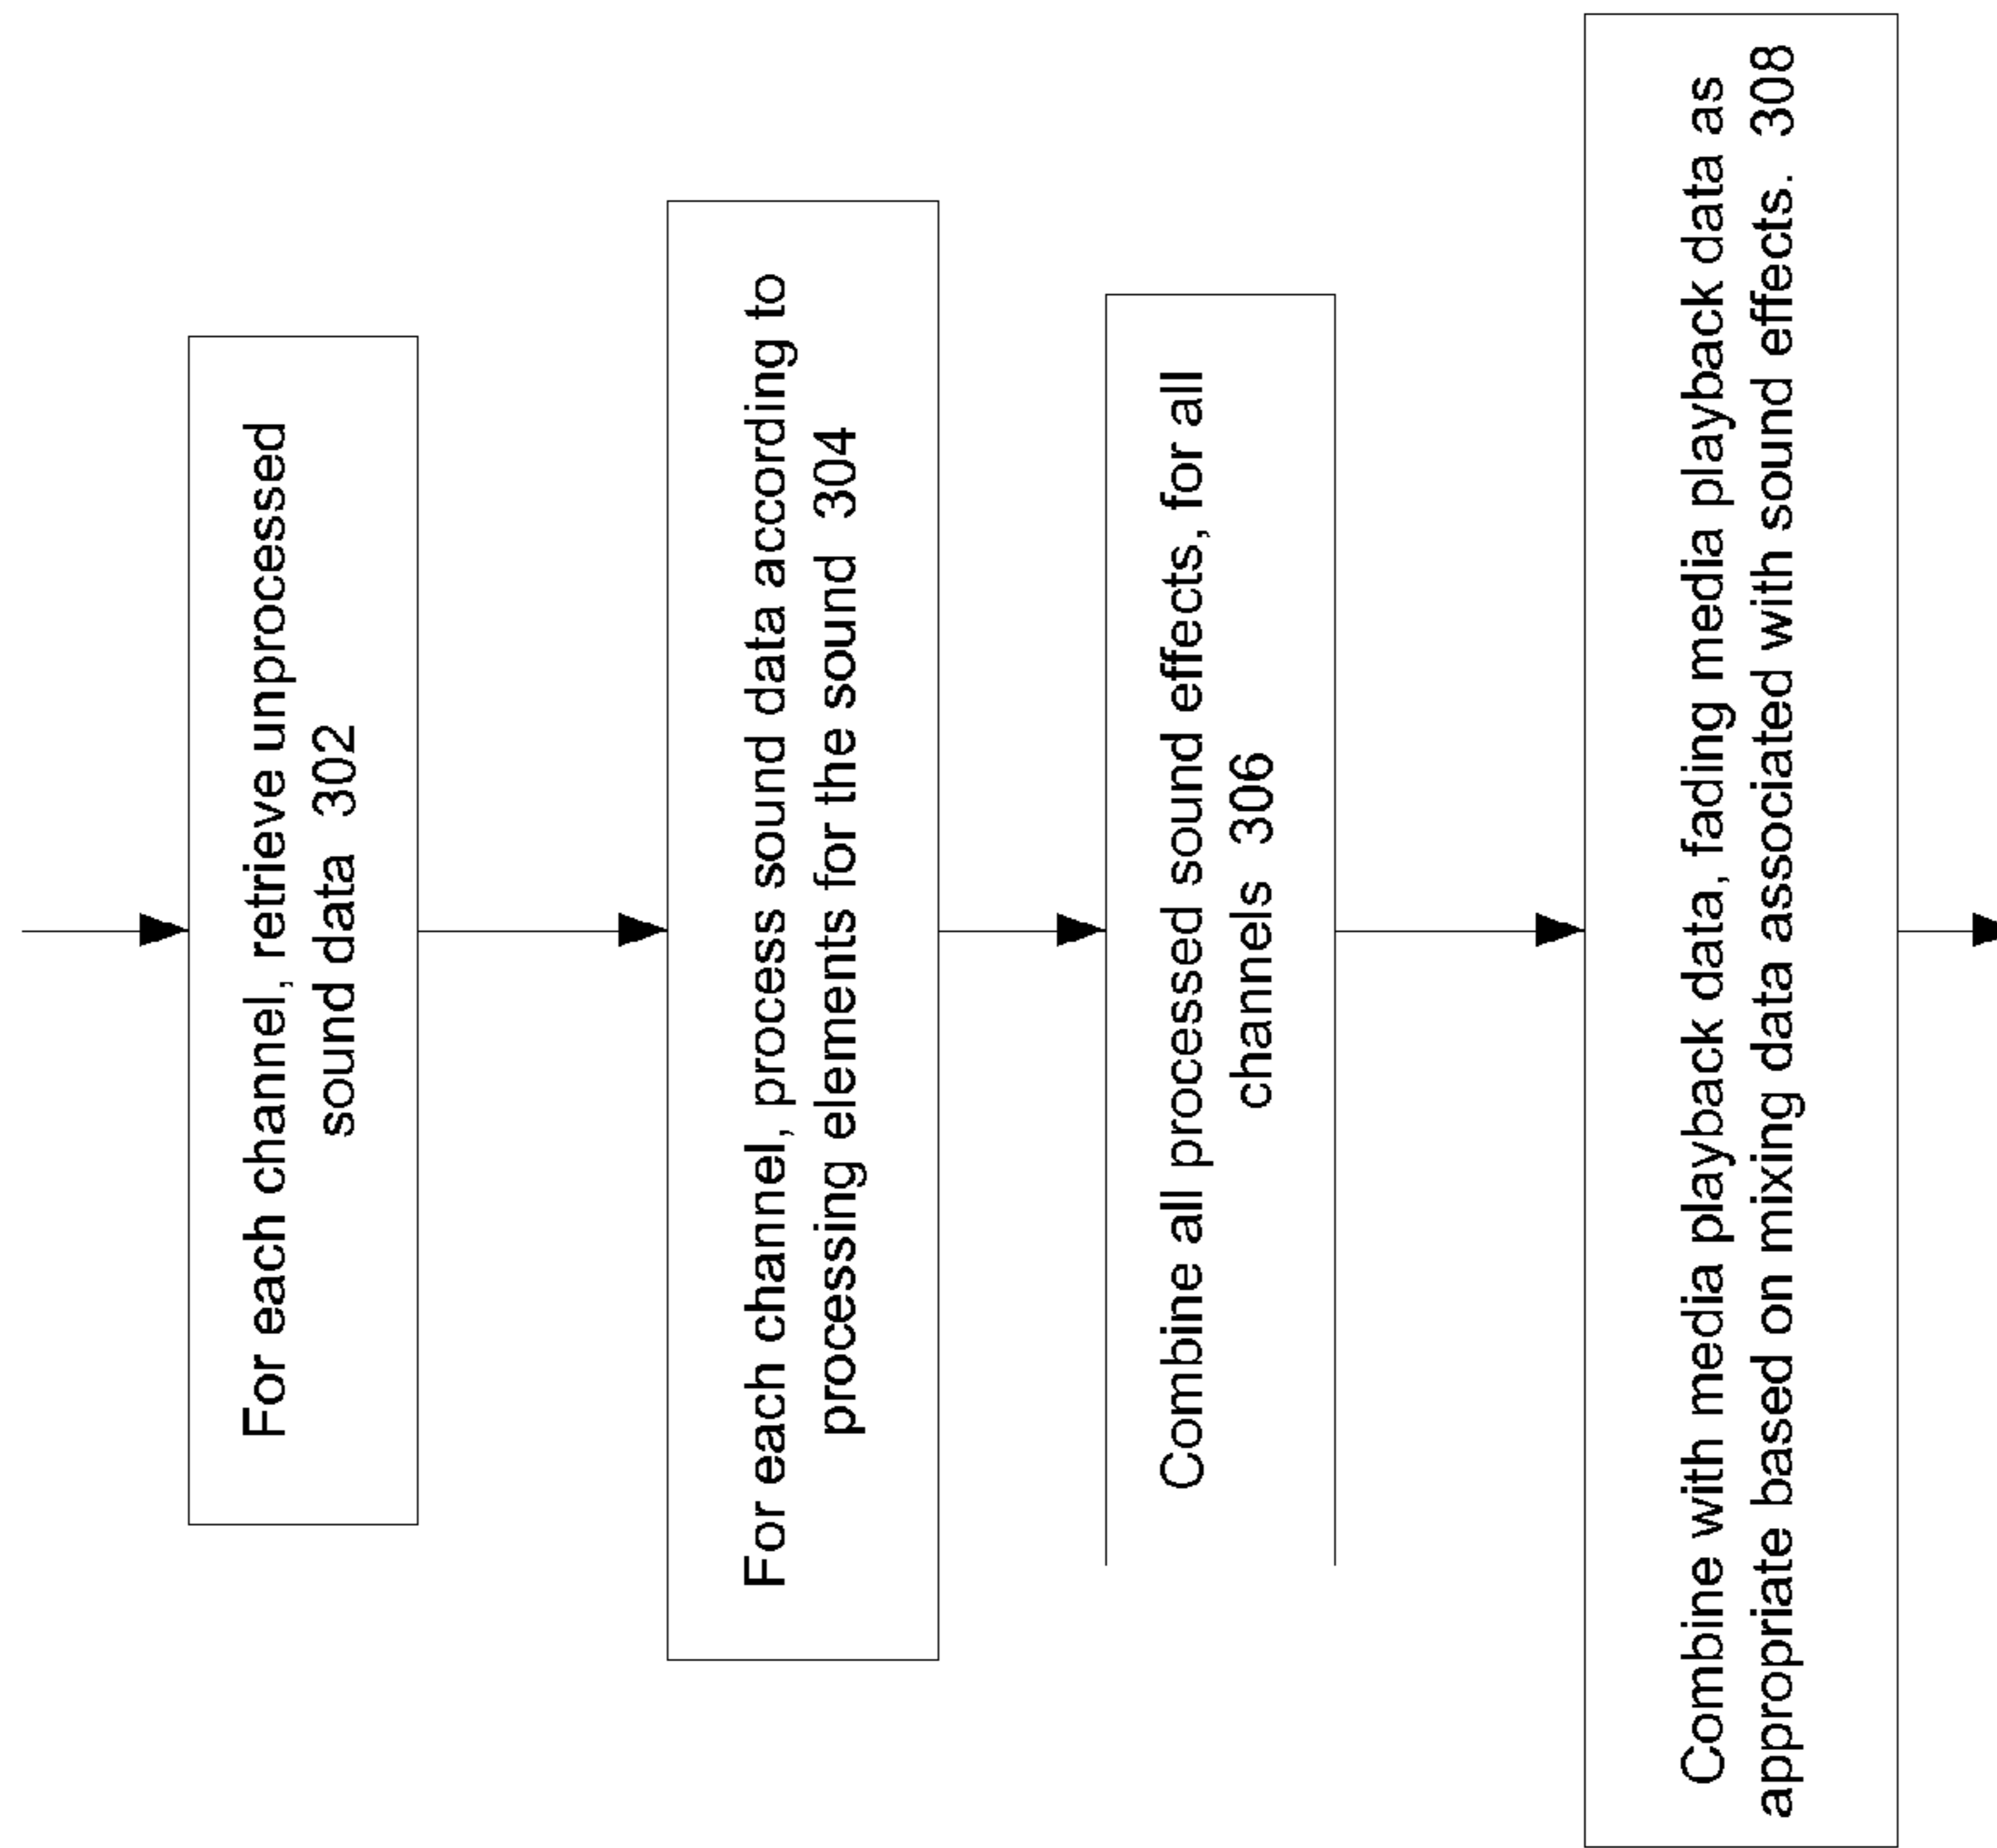 For each channel, retrieve unprocessed
sound data 302
For each channel, process sound data according to
processing elements for the sound 304
Combine all processed sound effects, for all
channels 306
Combine with media playback data, fading media playback data as
appropriate based on mixing data associated with sound effects. 308